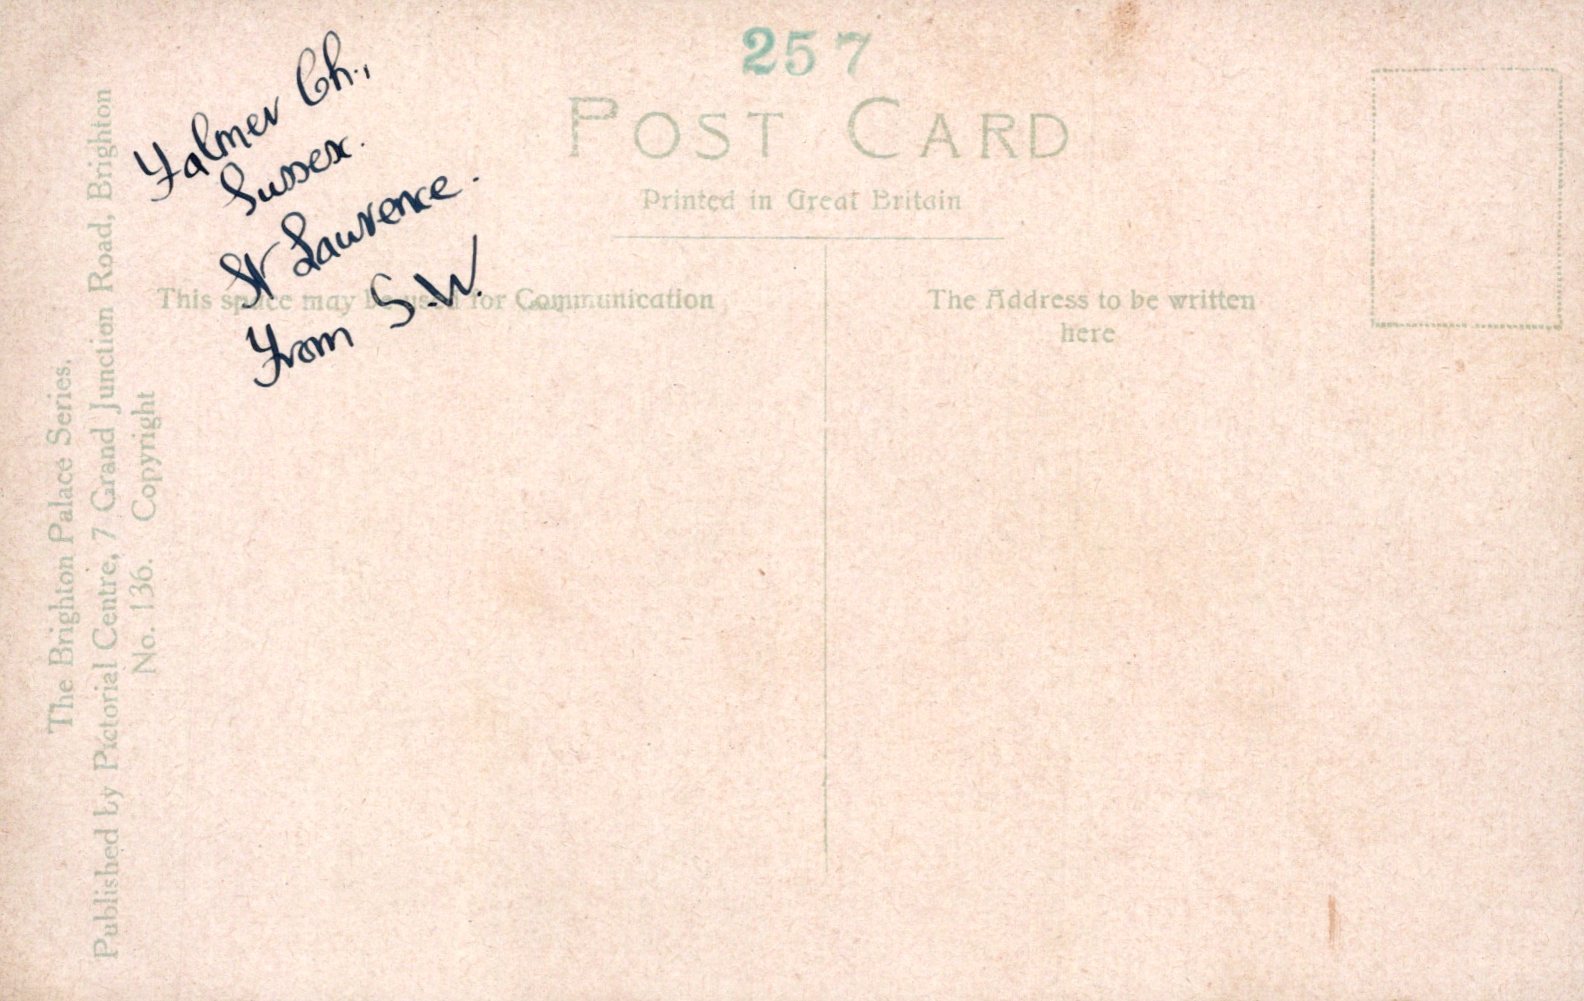 257
POST CARD
Printed in Great Britain
This space may be used for Communication
The Address to be written
here
Falmer Ch.,
Sussex.
St Lawrence.
From S.W.
The Brighton Palace Series.
Published by Pictorial Centre, 7 Grand Junction Road, Brighton
No. 136. Copyright